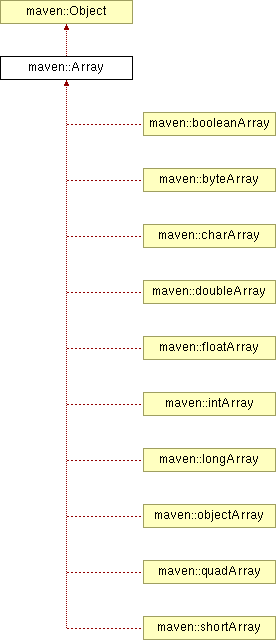 maven::Object
maven::Array
maven::booleanArray
maven::byteArray
maven::charArray
maven::doubleArray
maven::floatArray
maven::intArray
maven::longArray
maven::objectArray
maven::quadArray
maven::shortArray